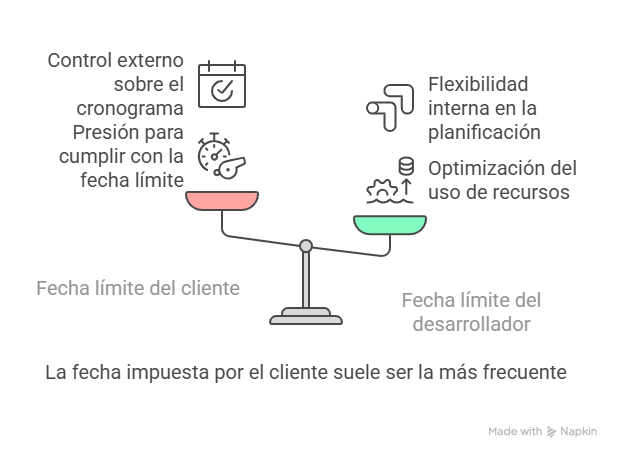 Control externo
sobre el
cronograma
Presión para
cumplir con la
fecha límite
Flexibilidad
interna en la
planificación
Optimización del
uso de recursos
Fecha límite del cliente
Fecha límite del
desarrollador
La fecha impuesta por el cliente suele ser la más frecuente
Made with Napkin